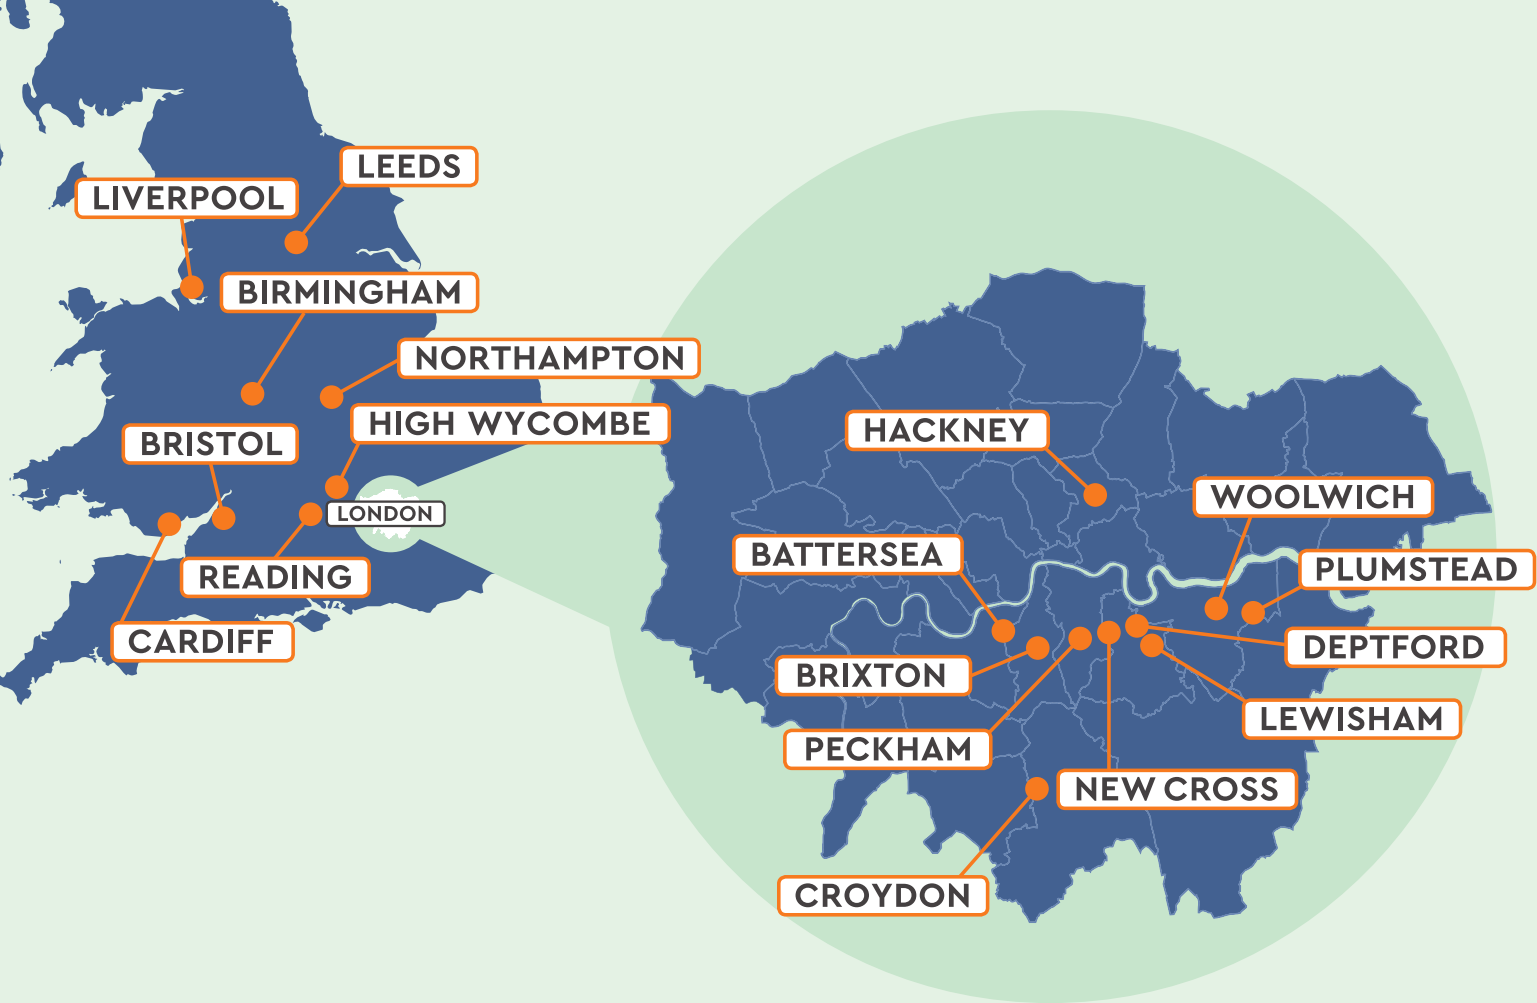 LEEDS
LIVERPOOL
BIRMINGHAM
NORTHAMPTON
HIGH WYCOMBE
BRISTOL
LONDON
READING
CARDIFF
HACKNEY
WOOLWICH
BATTERSEA
PLUMSTEAD
DEPTFORD
BRIXTON
LEWISHAM
PECKHAM
NEW CROSS
CROYDON